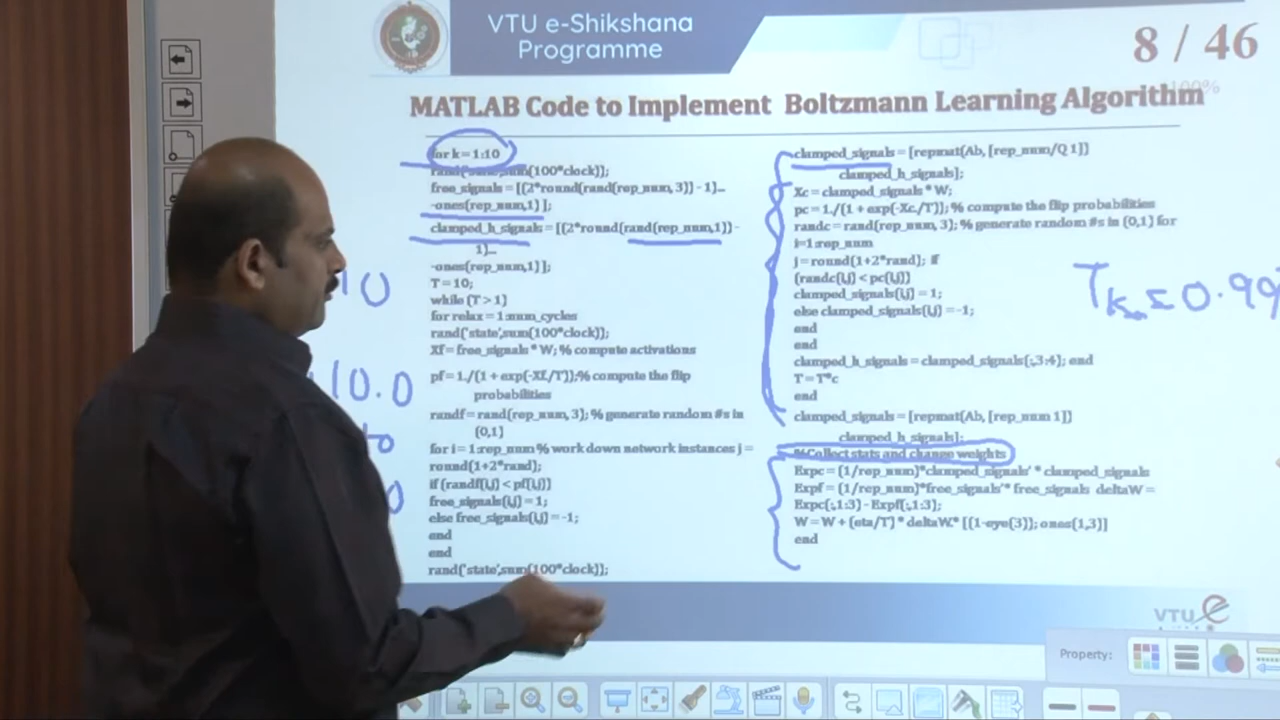 VTU e-Shikshana
Programme
8 / 46
100%
MATLAB Code to Implement Boltzmann Learning Algorithm
for k = 1:10
(100*clock));
free_signals = [(2*round(rand(rep_num, 3)) - 1)...
-ones(rep_num,1) ];
clamped_h_signals = [(2*round(rand(rep_num,1)) -
1)...
-ones(rep_num,1) ];
T = 10;
while (T > 1)
for relax = 1:num_cycles
rand('state',sum(100*clock));
Xf = free_signals * W; % compute activations
pf = 1./(1 + exp(-Xf./T));% compute the flip
probabilities
randf = rand(rep_num, 3); % generate random #s in
(0,1)
for i = 1:rep_num % work down network instances j =
round(1+2*rand);
if (randf(i,j) < pf(i,j))
free_signals(i,j) = 1;
else free_signals(i,j) = -1;
end
end
rand('state',sum(100*clock));
clamped_signals = [repmat(Ab, [rep_num/Q 1])
clamped_h_signals];
Xc = clamped_signals * W;
pc = 1./(1 + exp(-Xc./T)); % compute the flip probabilities
randc = rand(rep_num, 3); % generate random #s in (0,1) for
i=1:rep_num
j = round(1+2*rand); if
(randc(i,j) < pc(i,j))
clamped_signals(i,j) = 1;
else clamped_signals(i,j) = -1;
end
end
clamped_h_signals = clamped_signals(:,3:4); end
T = T*c
end
clamped_signals = [repmat(Ab, [rep_num 1])
clamped_h_signals];
%Collect stats and change weights
Expc = (1/rep_num)*clamped_signals' * clamped_signals
Expf = (1/rep_num)*free_signals'* free_signals deltaW =
Expc(:,1:3) - Expf(:,1:3);
W = W + (eta/T) * deltaW.* [(1-eye(3)); ones(1,3)]
end
10
10.0
to
0
0.99
VTU e
Property: